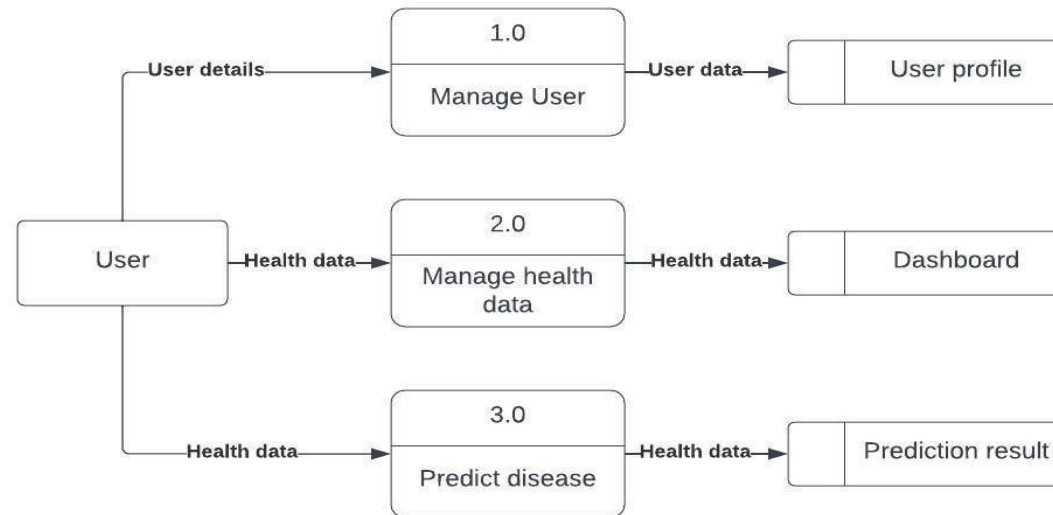 1.0
User details
User data
User profile
Manage User
2.0
User
Health data
Health data
Dashboard
Manage health
data
3.0
Health data
Health data
Prediction result
Predict disease